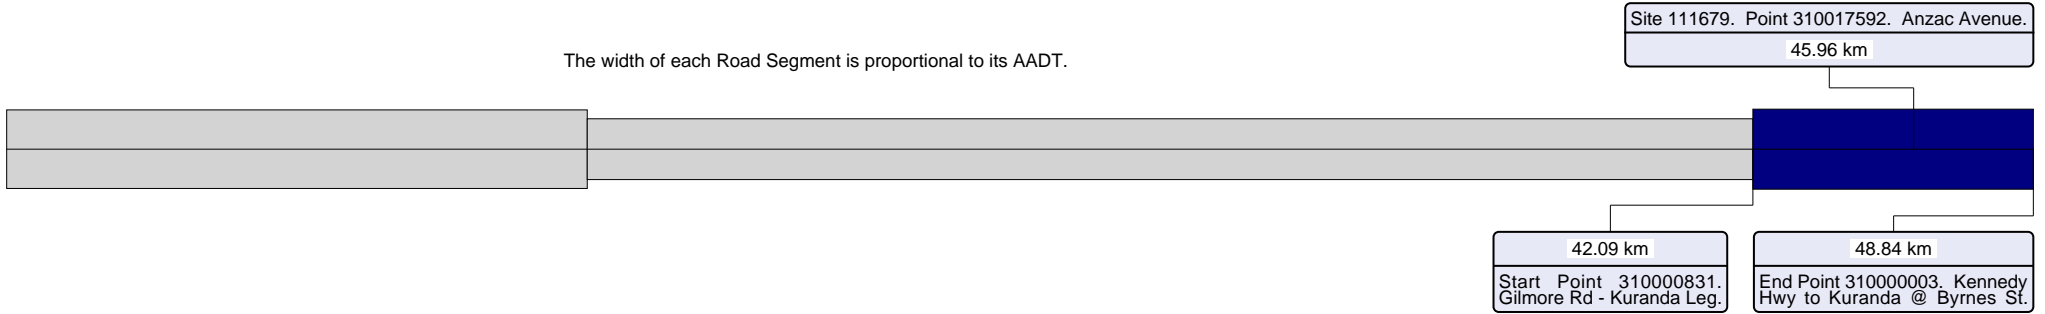 Site 111679. Point 310017592. Anzac Avenue.
45.96 km
The width of each Road Segment is proportional to its AADT.
42.09 km
Start Point 310000831.
Gilmore Rd - Kuranda Leg.
48.84 km
End Point 310000003. Kennedy
Hwy to Kuranda @ Byrnes St.